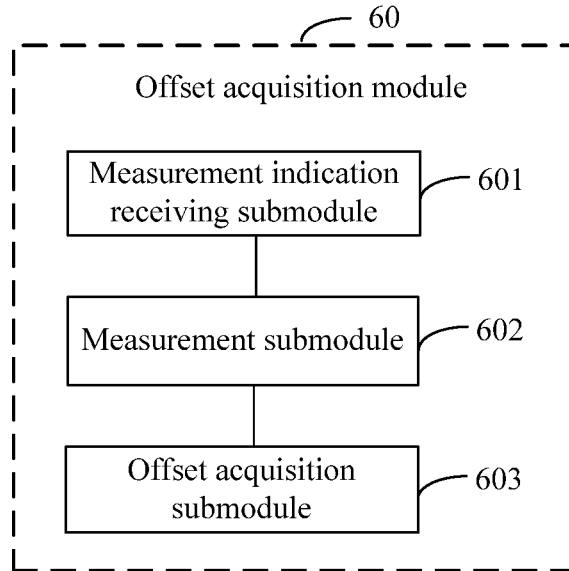 60
Offset acquisition module
Measurement indication
receiving submodule
601
Measurement submodule
602
Offset acquisition
submodule
603